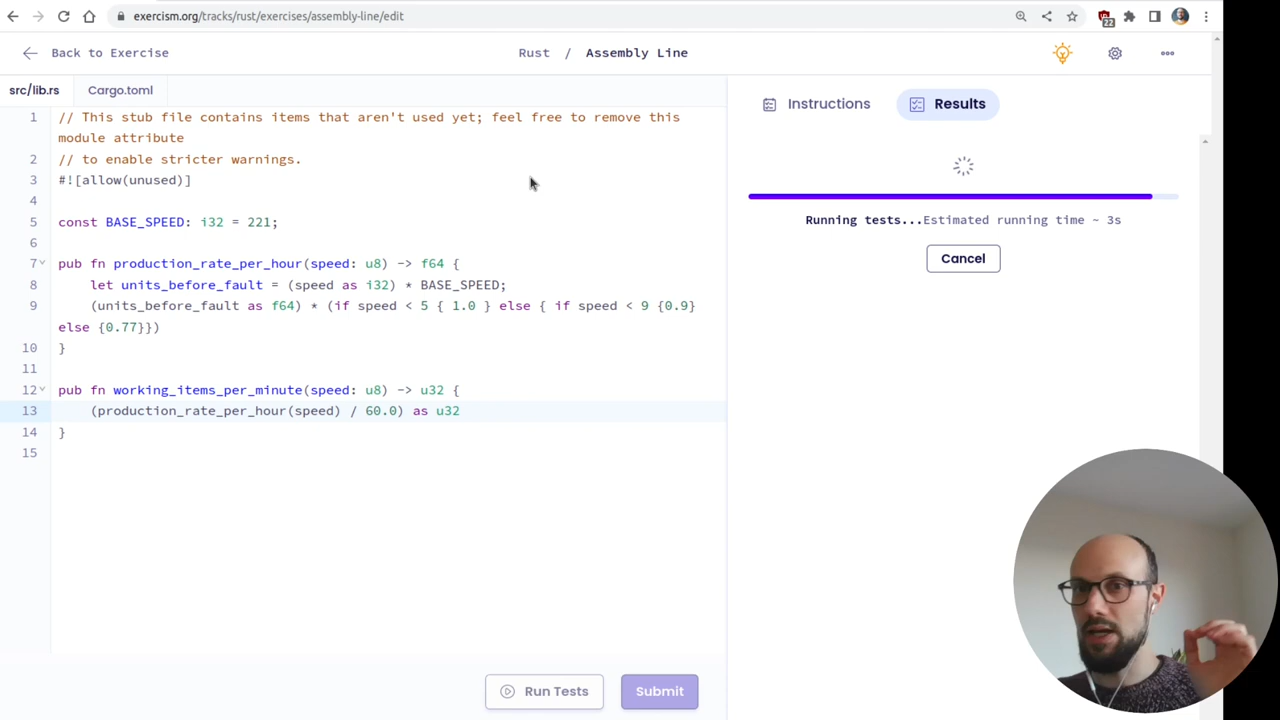 exercism.org/tracks/rust/exercises/assembly-line/edit
22
Back to Exercise
Rust / Assembly Line
src/lib.rs Cargo.toml
Instructions Results
1 // This stub file contains items that aren't used yet; feel free to remove this
module attribute
2 // to enable stricter warnings.
3 #![allow(unused)]
4
5 const BASE_SPEED: i32 = 221;
6
7 pub fn production_rate_per_hour(speed: u8) -> f64 {
8 let units_before_fault = (speed as i32) * BASE_SPEED;
9 (units_before_fault as f64) * (if speed < 5 { 1.0 } else { if speed < 9 {0.9}
else {0.77}})
10 }
11
12 pub fn working_items_per_minute(speed: u8) -> u32 {
13 (production_rate_per_hour(speed) / 60.0) as u32
14 }
15
Running tests...Estimated running time ~ 3s
Cancel
Run Tests
Submit